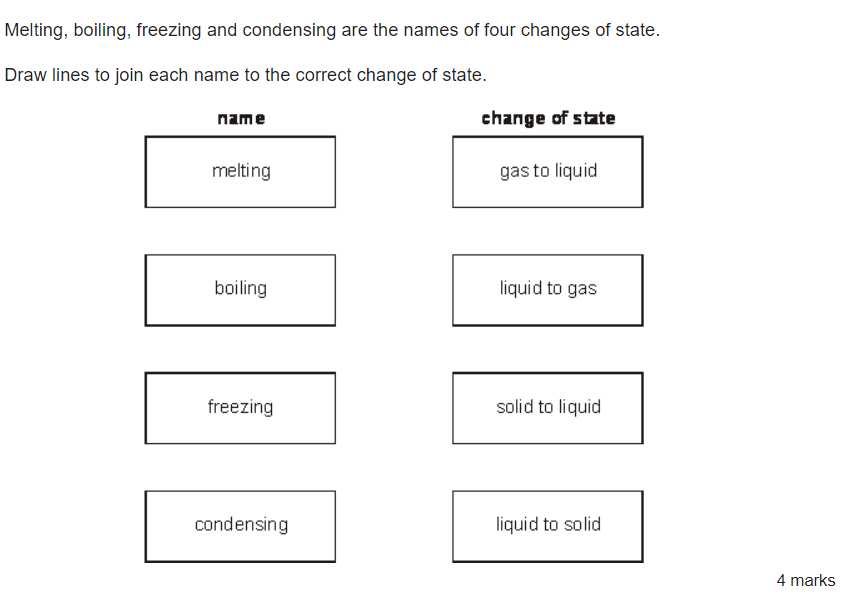 Melting, boiling, freezing and condensing are the names of four changes of state.
Draw lines to join each name to the correct change of state.
name change of state
melting gas to liquid
boiling liquid to gas
freezing solid to liquid
condensing liquid to solid
4 marks